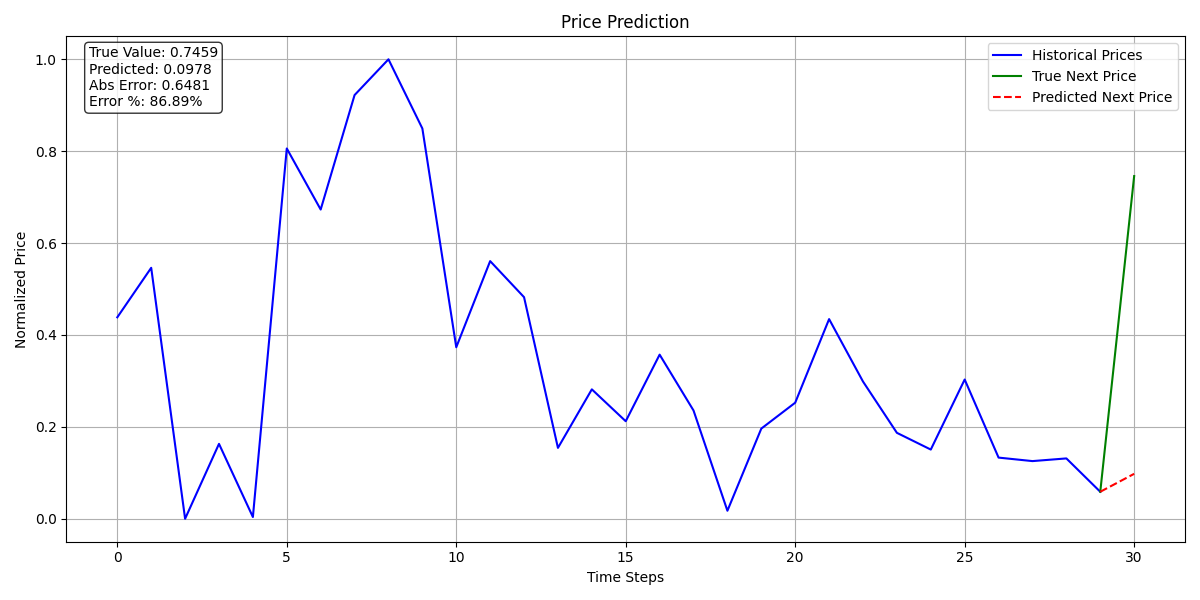 Price Prediction
True Value: 0.7459
Predicted: 0.0978
Abs Error: 0.6481
Error %: 86.89%
Historical Prices
True Next Price
Predicted Next Price
Normalized Price
1.0
0.8
0.6
0.4
0.2
0.0
0 5 10 15 20 25 30
Time Steps